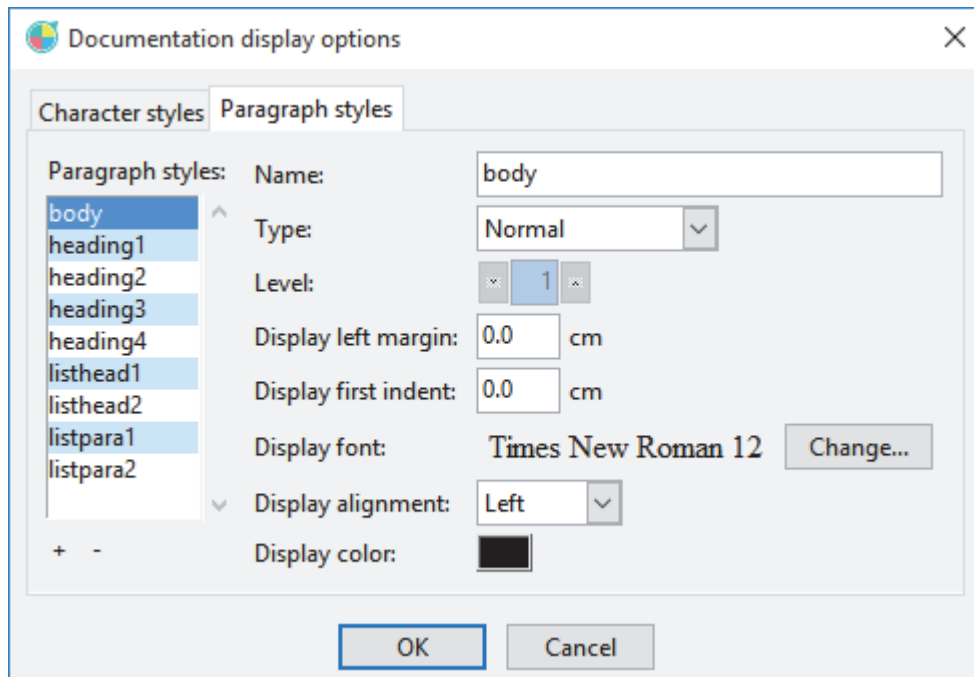 Documentation display options
Character styles
Paragraph styles
Paragraph styles:
body
heading1
heading2
heading3
heading4
listhead1
listhead2
listpara1
listpara2
+ -
Name: body
Type: Normal
Level: 1
Display left margin: 0.0 cm
Display first indent: 0.0 cm
Display font: Times New Roman 12 Change...
Display alignment: Left
Display color:
OK Cancel